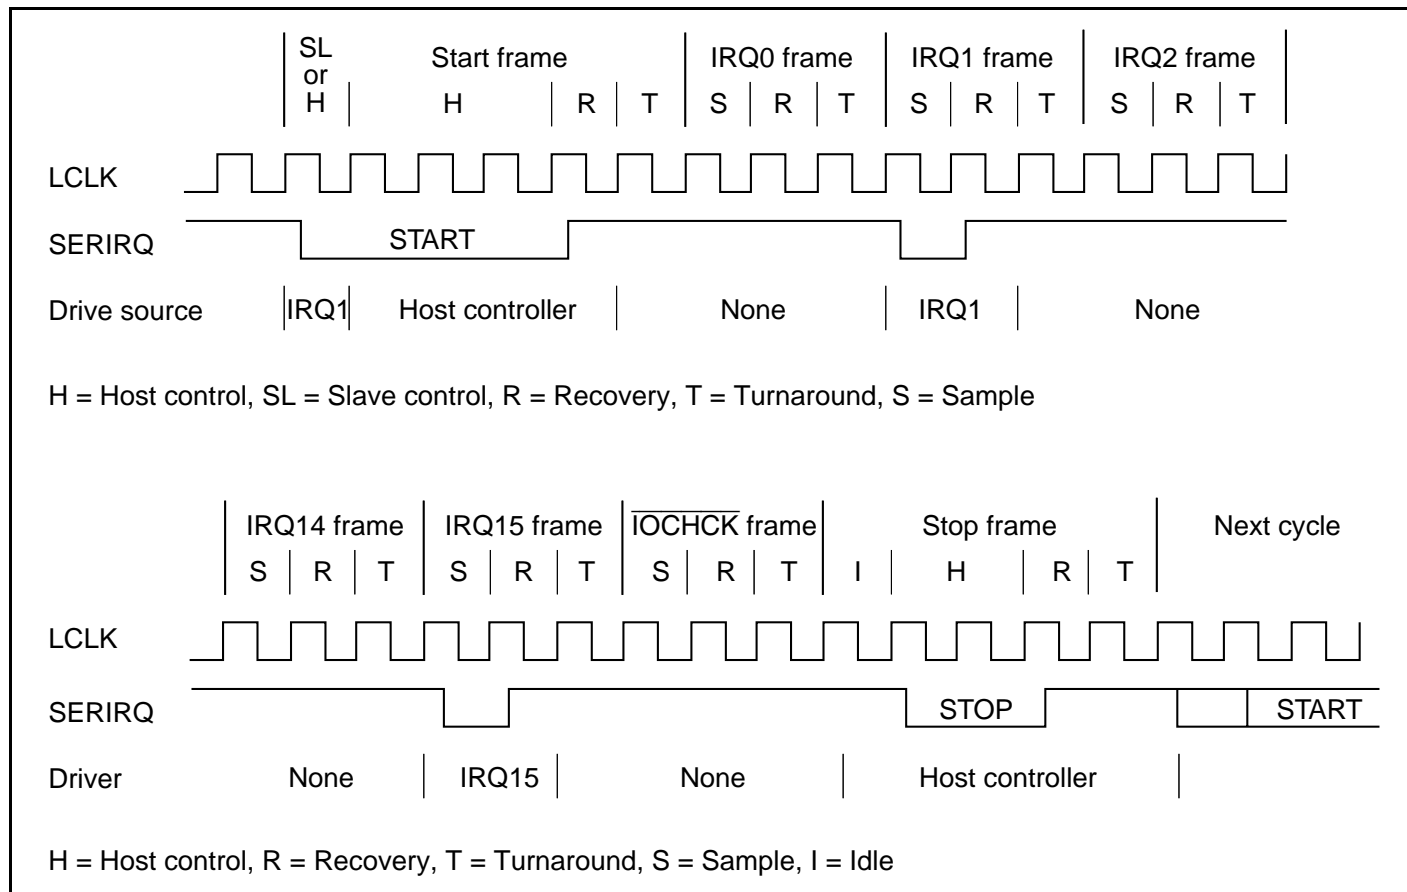 SL
or
H
Start frame
IRQ0 frame
IRQ1 frame
IRQ2 frame
H R T S R T S R T S R T
LCLK
SERIRQ
START
Drive source
IRQ1
Host controller
None
IRQ1
None
H = Host control, SL = Slave control, R = Recovery, T = Turnaround, S = Sample
IRQ14 frame
IRQ15 frame
IOCHCK frame
Stop frame
Next cycle
S R T S R T S R T I H R T
LCLK
SERIRQ
STOP
START
Driver
None
IRQ15
None
Host controller
H = Host control, R = Recovery, T = Turnaround, S = Sample, I = Idle